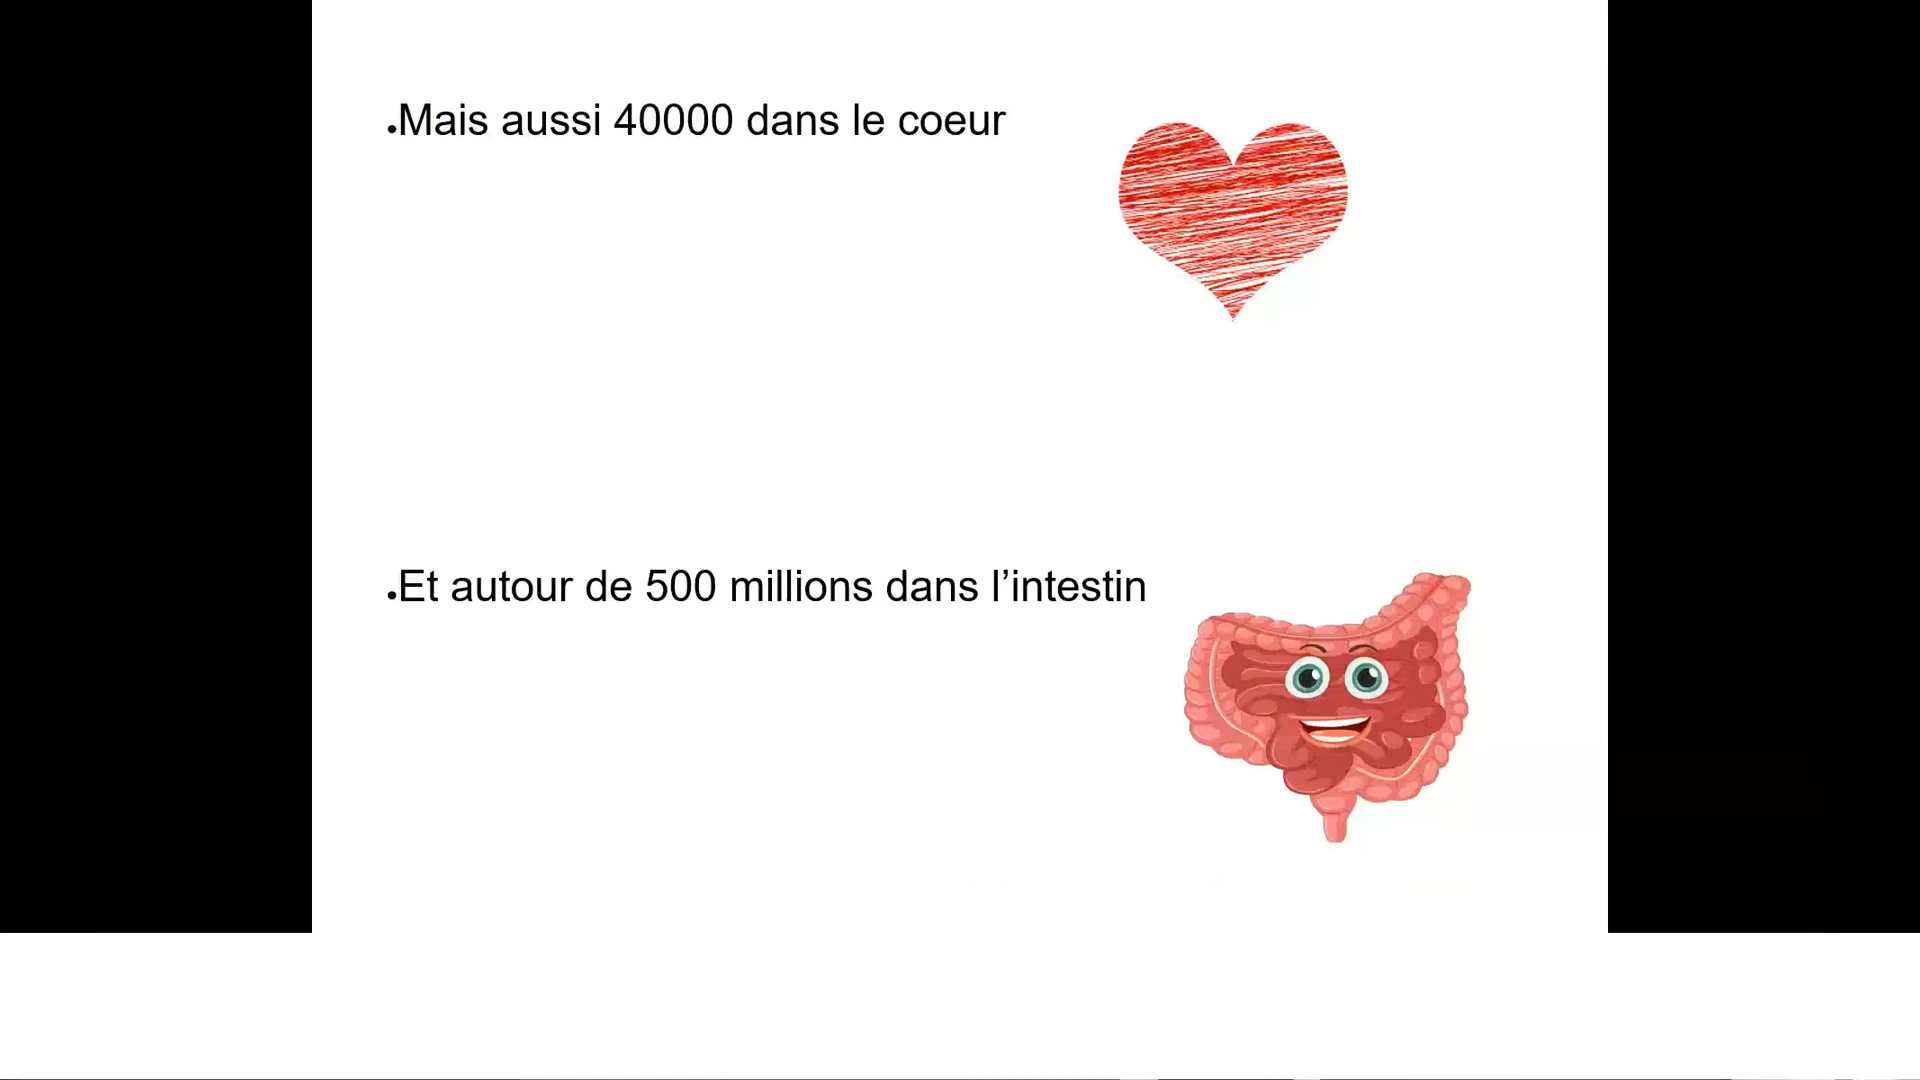 •Mais aussi 40000 dans le coeur
•Et autour de 500 millions dans l’intestin